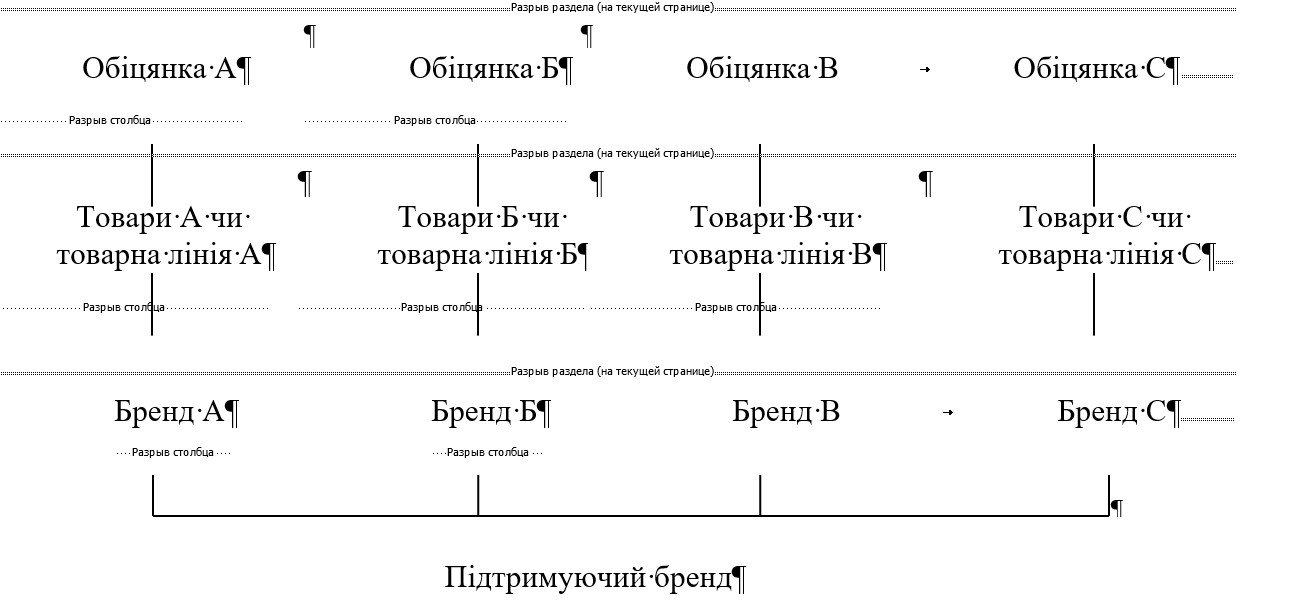 Разрыв раздела (на текущей странице)
¶ ¶
Обіцянка·А¶ Обіцянка·Б¶ Обіцянка·В → Обіцянка·С¶
Разрыв столбца Разрыв столбца
Разрыв раздела (на текущей странице)
¶ ¶ ¶
Товари·А·чи· Товари·Б·чи· Товари·В·чи· Товари·С·чи·
товарна·лінія·А¶ товарна·лінія·Б¶ товарна·лінія·В¶ товарна·лінія·С¶
Разрыв столбца Разрыв столбца Разрыв столбца
Разрыв раздела (на текущей странице)
Бренд·А¶ Бренд·Б¶ Бренд·В → Бренд·С¶
Разрыв столбца Разрыв столбца
¶
Підтримуючий·бренд¶